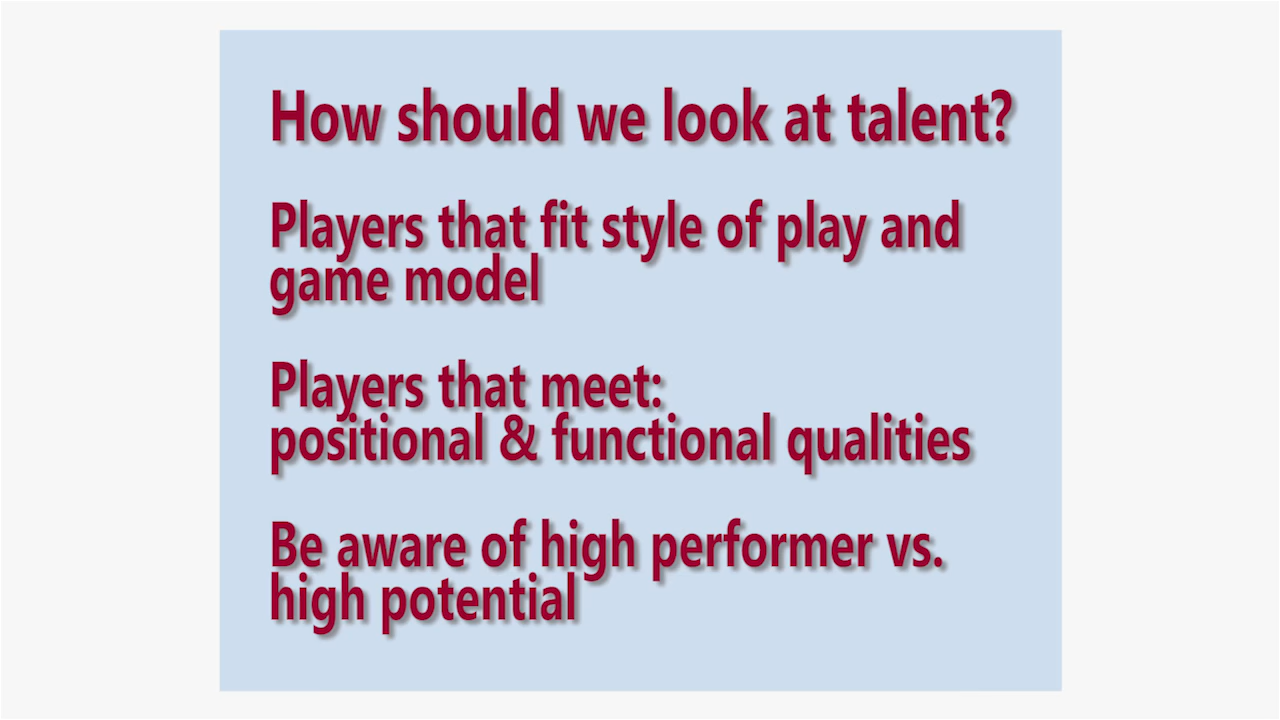 How should we look at talent?
Players that fit style of play and
game model
Players that meet:
positional & functional qualities
Be aware of high performer vs.
high potential